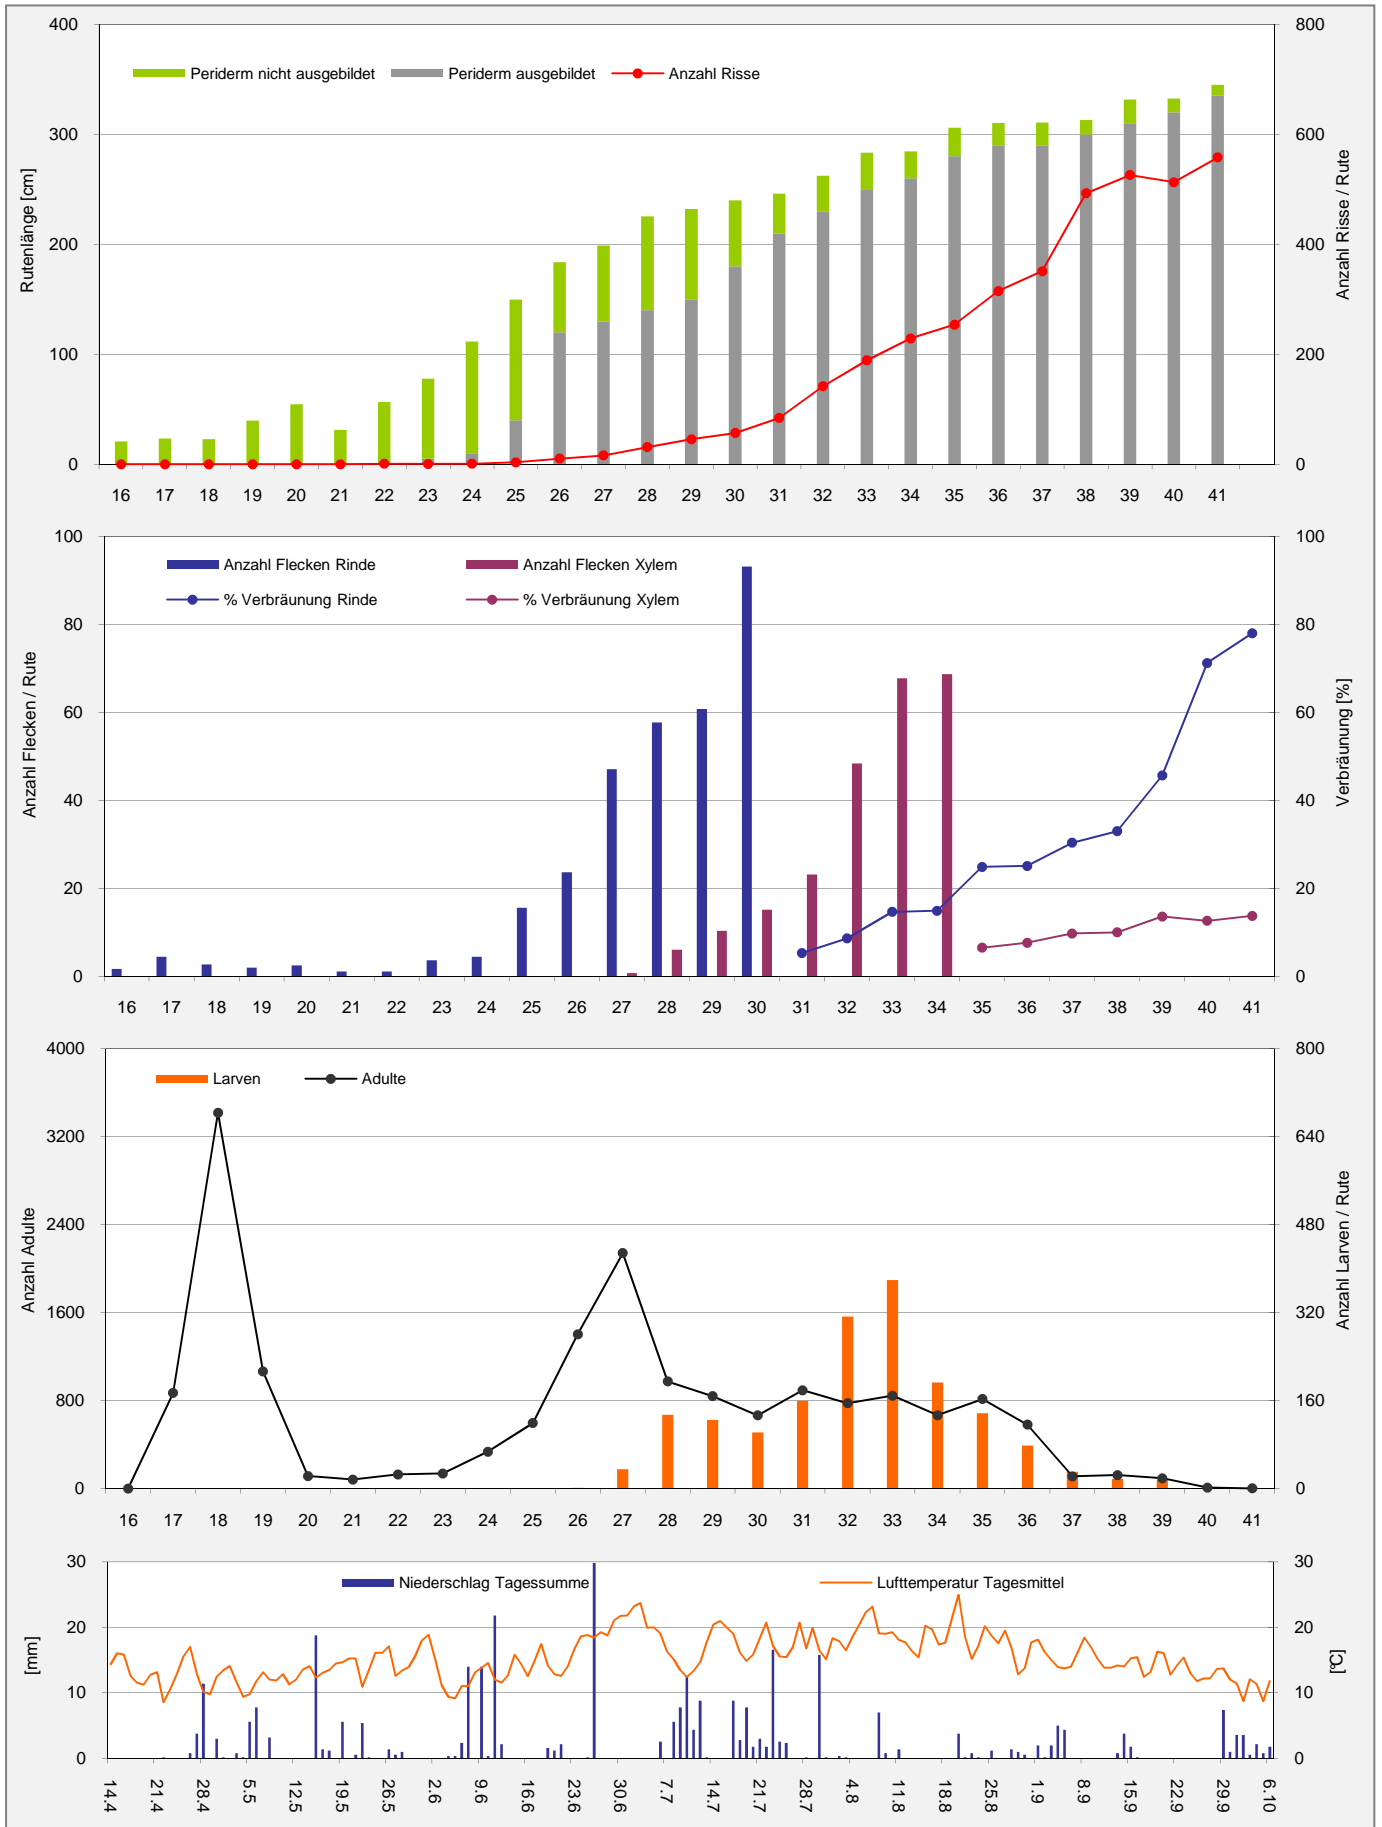 400 800
Periderm nicht ausgebildet Periderm ausgebildet Anzahl Risse
300 600
200 400
100 200
0 0
Rutenlänge [cm]
Anzahl Risse / Rute
16 17 18 19 20 21 22 23 24 25 26 27 28 29 30 31 32 33 34 35 36 37 38 39 40 41
100 100
Anzahl Flecken Rinde Anzahl Flecken Xylem
% Verbräunung Rinde % Verbräunung Xylem
80 80
60 60
40 40
20 20
0 0
Anzahl Flecken / Rute
Verbräunung [%]
16 17 18 19 20 21 22 23 24 25 26 27 28 29 30 31 32 33 34 35 36 37 38 39 40 41
4000 800
Larven Adulte
3200 640
2400 480
1600 320
800 160
0 0
Anzahl Adulte
Anzahl Larven / Rute
16 17 18 19 20 21 22 23 24 25 26 27 28 29 30 31 32 33 34 35 36 37 38 39 40 41
30 30
Niederschlag Tagessumme Lufttemperatur Tagesmittel
20 20
10 10
0 0
[mm]
[°C]
14.4 21.4 28.4 5.5 12.5 19.5 26.5 2.6 9.6 16.6 23.6 30.6 7.7 14.7 21.7 28.7 4.8 11.8 18.8 25.8 1.9 8.9 15.9 22.9 29.9 6.10